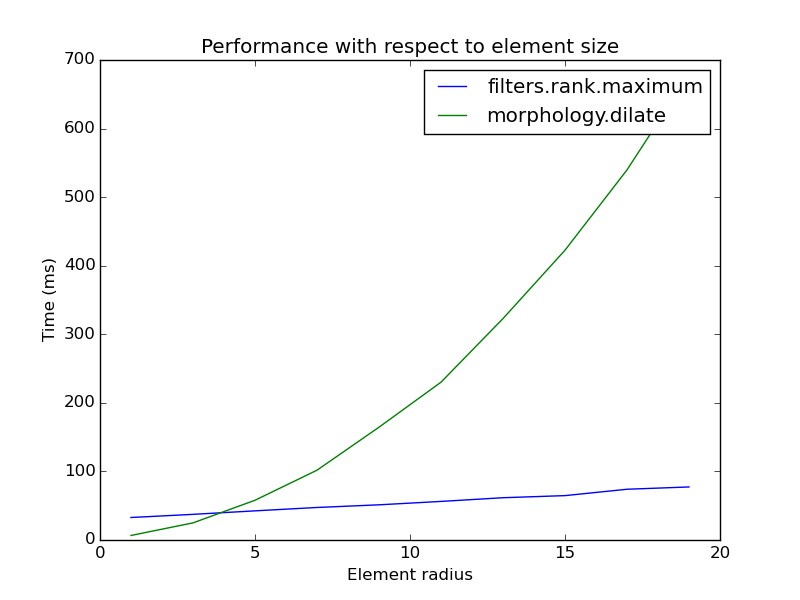 Performance with respect to element size
filters.rank.maximum
morphology.dilate
700
600
500
400
300
200
100
0
Time (ms)
0 5 10 15 20
Element radius